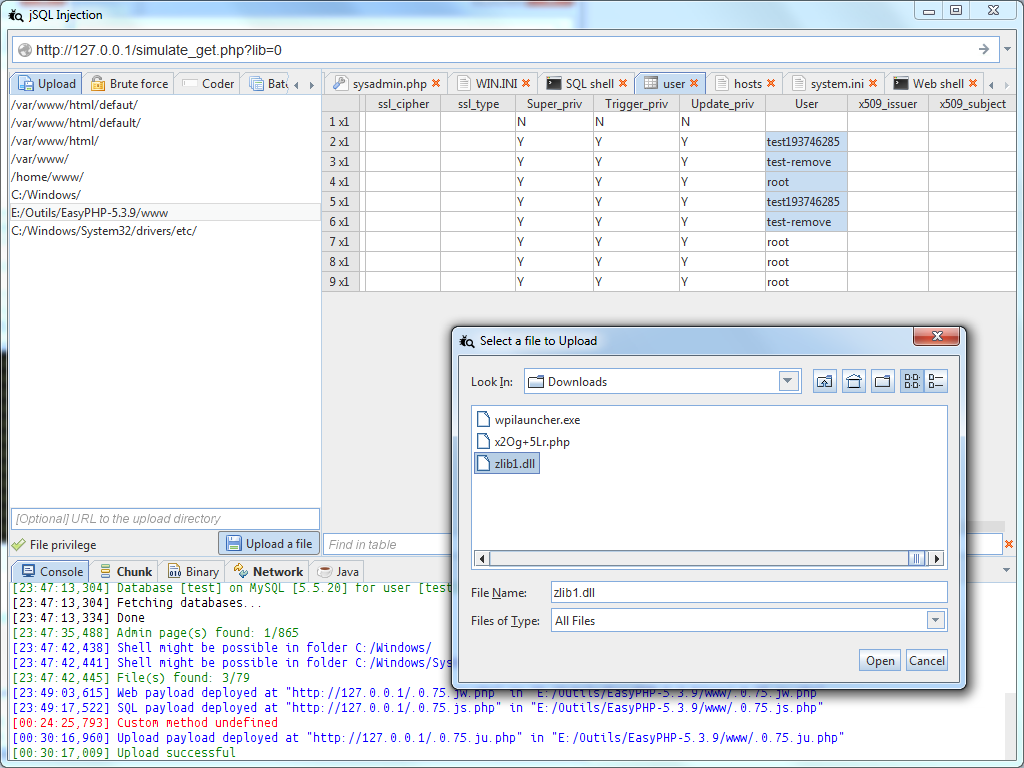 jSQL Injection
http://127.0.0.1/simulate_get.php?lib=0
Upload Brute force Coder Bat
/var/www/html/defaut/
/var/www/html/default/
/var/www/html/
/var/www/
/home/www/
C:/Windows/
E:/Outils/EasyPHP-5.3.9/www
C:/Windows/System32/drivers/etc/
[Optional] URL to the upload directory
File privilege Upload a file
sysadmin.php WIN.INI SQL shell user hosts system.ini Web shell
ssl_cipher ssl_type Super_priv Trigger_priv Update_priv User x509_issuer x509_subject
1 x1 N N N
2 x1 Y Y Y test193746285
3 x1 Y Y Y test-remove
4 x1 Y Y Y root
5 x1 Y Y Y test193746285
6 x1 Y Y Y test-remove
7 x1 Y Y Y root
8 x1 Y Y Y root
9 x1 Y Y Y root
Find in table
Select a file to Upload
Look In: Downloads
wpilauncher.exe
x2Og+5Lr.php
zlib1.dll
File Name: zlib1.dll
Files of Type: All Files
Open Cancel
Console Chunk Binary Network Java
[23:47:13,304] Database [test] on MySQL [5.5.20] for user [test
[23:47:13,304] Fetching databases...
[23:47:13,334] Done
[23:47:35,488] Admin page(s) found: 1/865
[23:47:42,438] Shell might be possible in folder C:/Windows/
[23:47:42,441] Shell might be possible in folder C:/Windows/Sys
[23:47:42,445] File(s) found: 3/79
[23:49:03,615] Web payload deployed at "http://127.0.0.1/.0.75.jw.php" in "E:/Outils/EasyPHP-5.3.9/www/.0.75.jw.php"
[23:49:17,522] SQL payload deployed at "http://127.0.0.1/.0.75.js.php" in "E:/Outils/EasyPHP-5.3.9/www/.0.75.js.php"
[00:24:25,793] Custom method undefined
[00:30:16,960] Upload payload deployed at "http://127.0.0.1/.0.75.ju.php" in "E:/Outils/EasyPHP-5.3.9/www/.0.75.ju.php"
[00:30:17,009] Upload successful